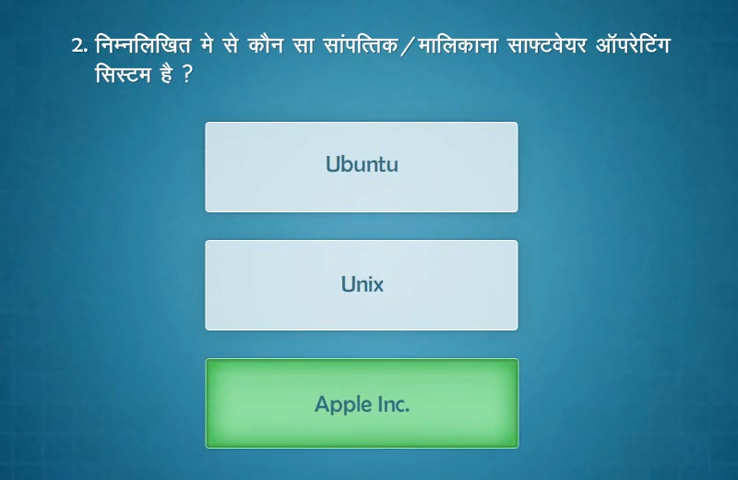 2. निम्नलिखित मे से कौन सा सांपत्तिक/मालिकाना साफ्टवेयर ऑपरेटिंग
सिस्टम है ?
Ubuntu
Unix
Apple Inc.